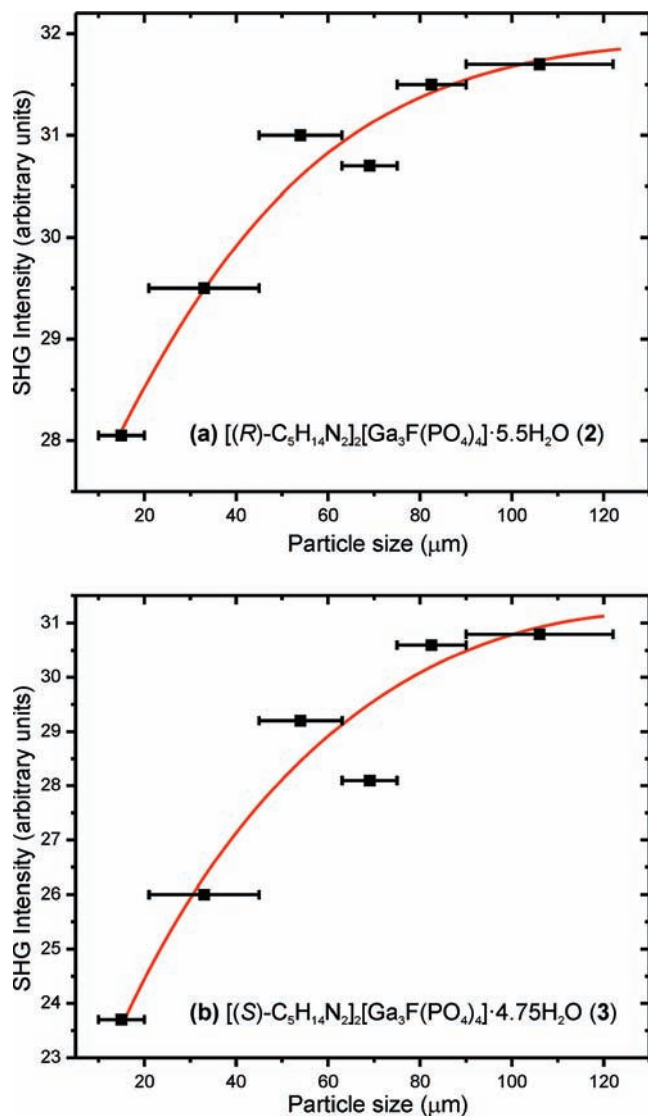 32
31
30
29
28
SHG Intensity (arbitrary units)
(a) [(R)-C₅H₁₄N₂]₂[Ga₃F(PO₄)₄]·5.5H₂O (2)
20 40 60 80 100 120
Particle size (μm)
31
30
29
28
27
26
25
24
23
SHG Intensity (arbitrary units)
(b) [(S)-C₅H₁₄N₂]₂[Ga₃F(PO₄)₄]·4.75H₂O (3)
20 40 60 80 100 120
Particle size (μm)